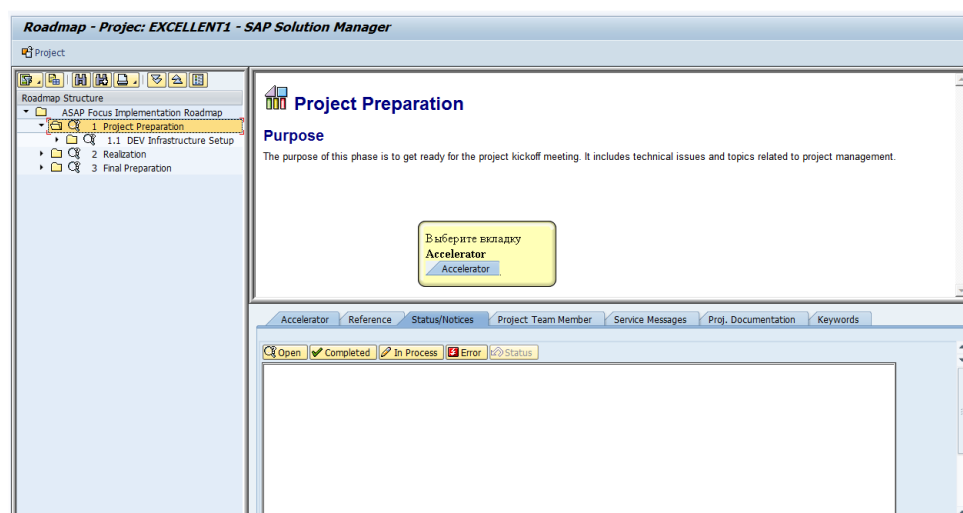 Roadmap - Projec: EXCELLENT1 - SAP Solution Manager
Project
Roadmap Structure
ASAP Focus Implementation Roadmap
1 Project Preparation
1.1 DEV Infrastructure Setup
2 Realization
3 Final Preparation
Project Preparation
Purpose
The purpose of this phase is to get ready for the project kickoff meeting. It includes technical issues and topics related to project management.
Выберите вкладку
Accelerator
Accelerator
Accelerator Reference Status/Notices Project Team Member Service Messages Proj. Documentation Keywords
Open Completed In Process Error Status